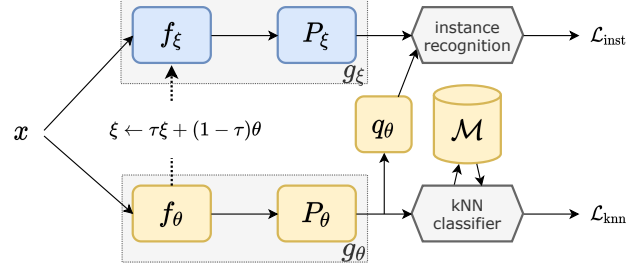 f_ξ
P_ξ
instance
recognition
ℒ_inst
g_ξ
x
ξ ← τξ + (1 − τ)θ
q_θ
ℳ
f_θ
P_θ
kNN
classifier
ℒ_knn
g_θ